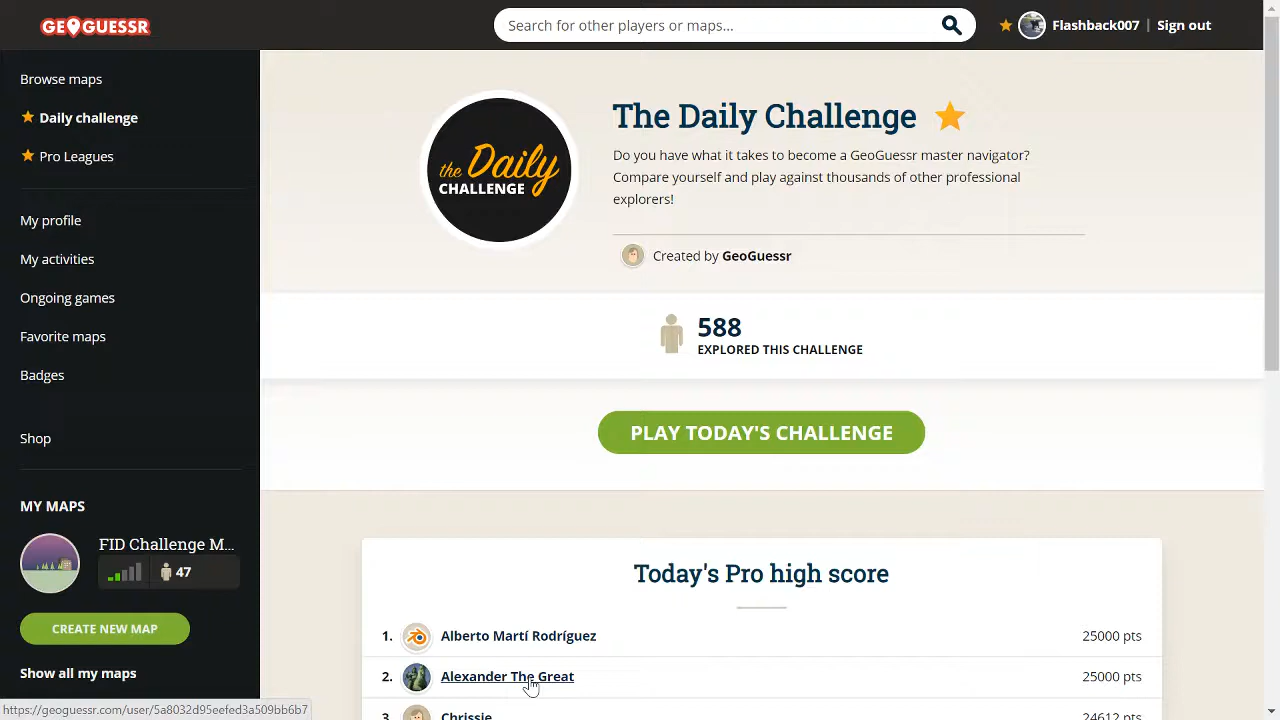 GEOGUESSR
Search for other players or maps...
Flashback007 | Sign out
Browse maps
Daily challenge
Pro Leagues
My profile
My activities
Ongoing games
Favorite maps
Badges
Shop
MY MAPS
FID Challenge M...
47
CREATE NEW MAP
Show all my maps
the Daily
CHALLENGE
The Daily Challenge
Do you have what it takes to become a GeoGuessr master navigator?
Compare yourself and play against thousands of other professional
explorers!
Created by GeoGuessr
588
EXPLORED THIS CHALLENGE
PLAY TODAY'S CHALLENGE
Today's Pro high score
1. Alberto Martí Rodríguez 25000 pts
2. Alexander The Great 25000 pts
3. Chrissie 24612 pts
https://geoguessr.com/user/5a8032d95eefed3a509bb6b7